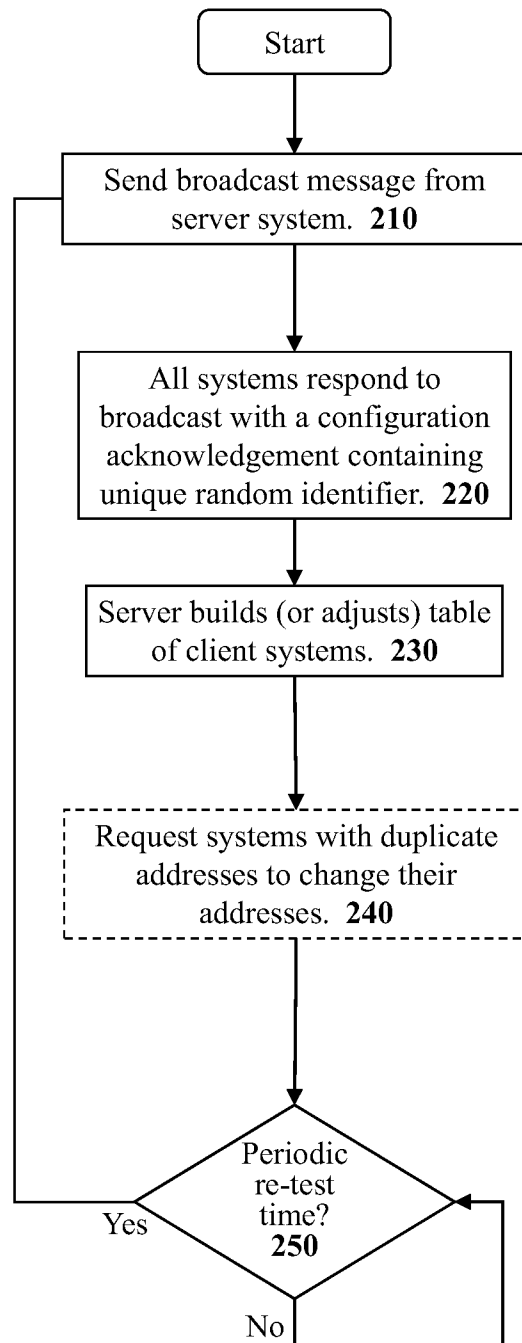 Start
Send broadcast message from
server system. 210
All systems respond to
broadcast with a configuration
acknowledgement containing
unique random identifier. 220
Server builds (or adjusts) table
of client systems. 230
Request systems with duplicate
addresses to change their
addresses. 240
Periodic
re-test
time?
250
Yes
No